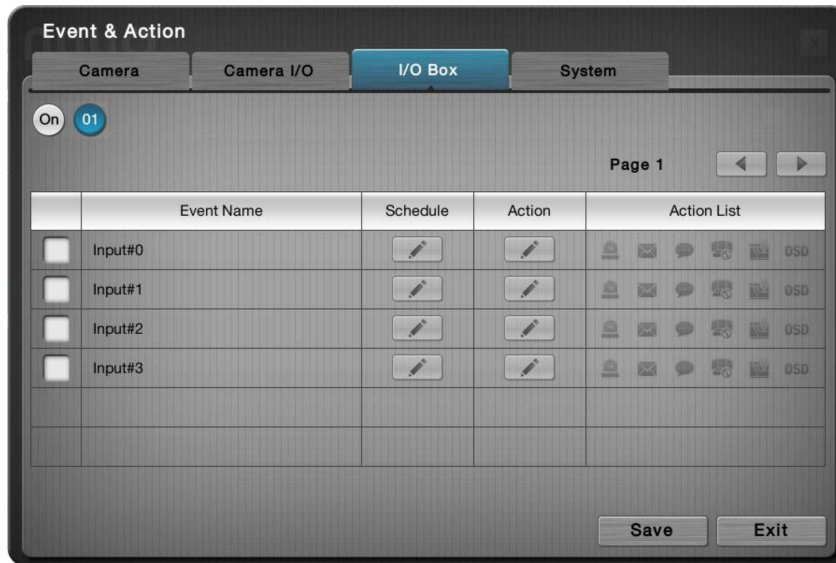 Event & Action
Camera Camera I/O I/O Box System
On 01
Page 1
Event Name Schedule Action Action List
Input#0 OSD
Input#1 OSD
Input#2 OSD
Input#3 OSD
Save Exit